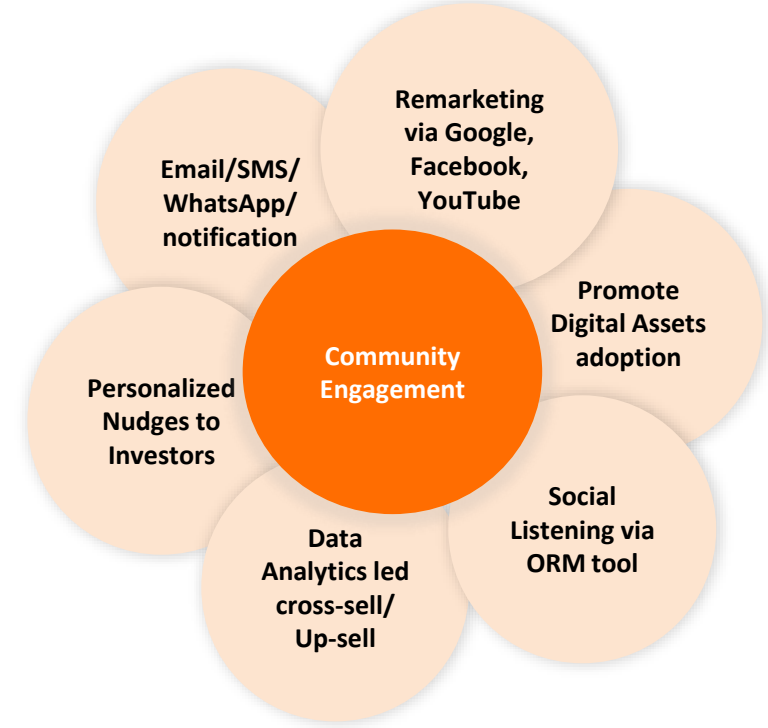 Remarketing
via Google,
Facebook,
YouTube
Email/SMS/
WhatsApp/
notification
Promote
Digital Assets
adoption
Community
Engagement
Personalized
Nudges to
Investors
Social
Listening via
ORM tool
Data
Analytics led
cross-sell/
Up-sell